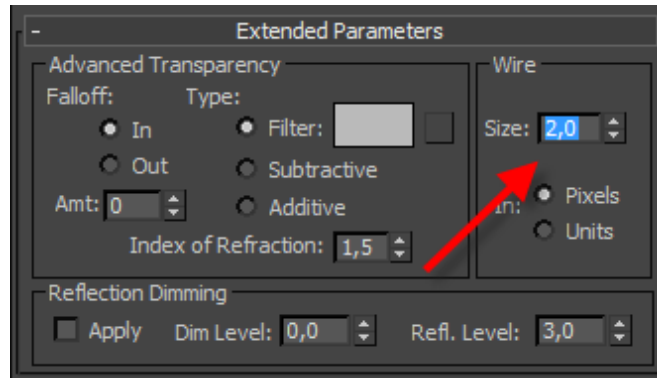 - Extended Parameters
Advanced Transparency
Falloff: Type:
In Filter:
Out Subtractive
Amt: 0 Additive
Index of Refraction: 1,5
Wire
Size: 2,0
In: Pixels
Units
Reflection Dimming
Apply Dim Level: 0,0 Refl. Level: 3,0